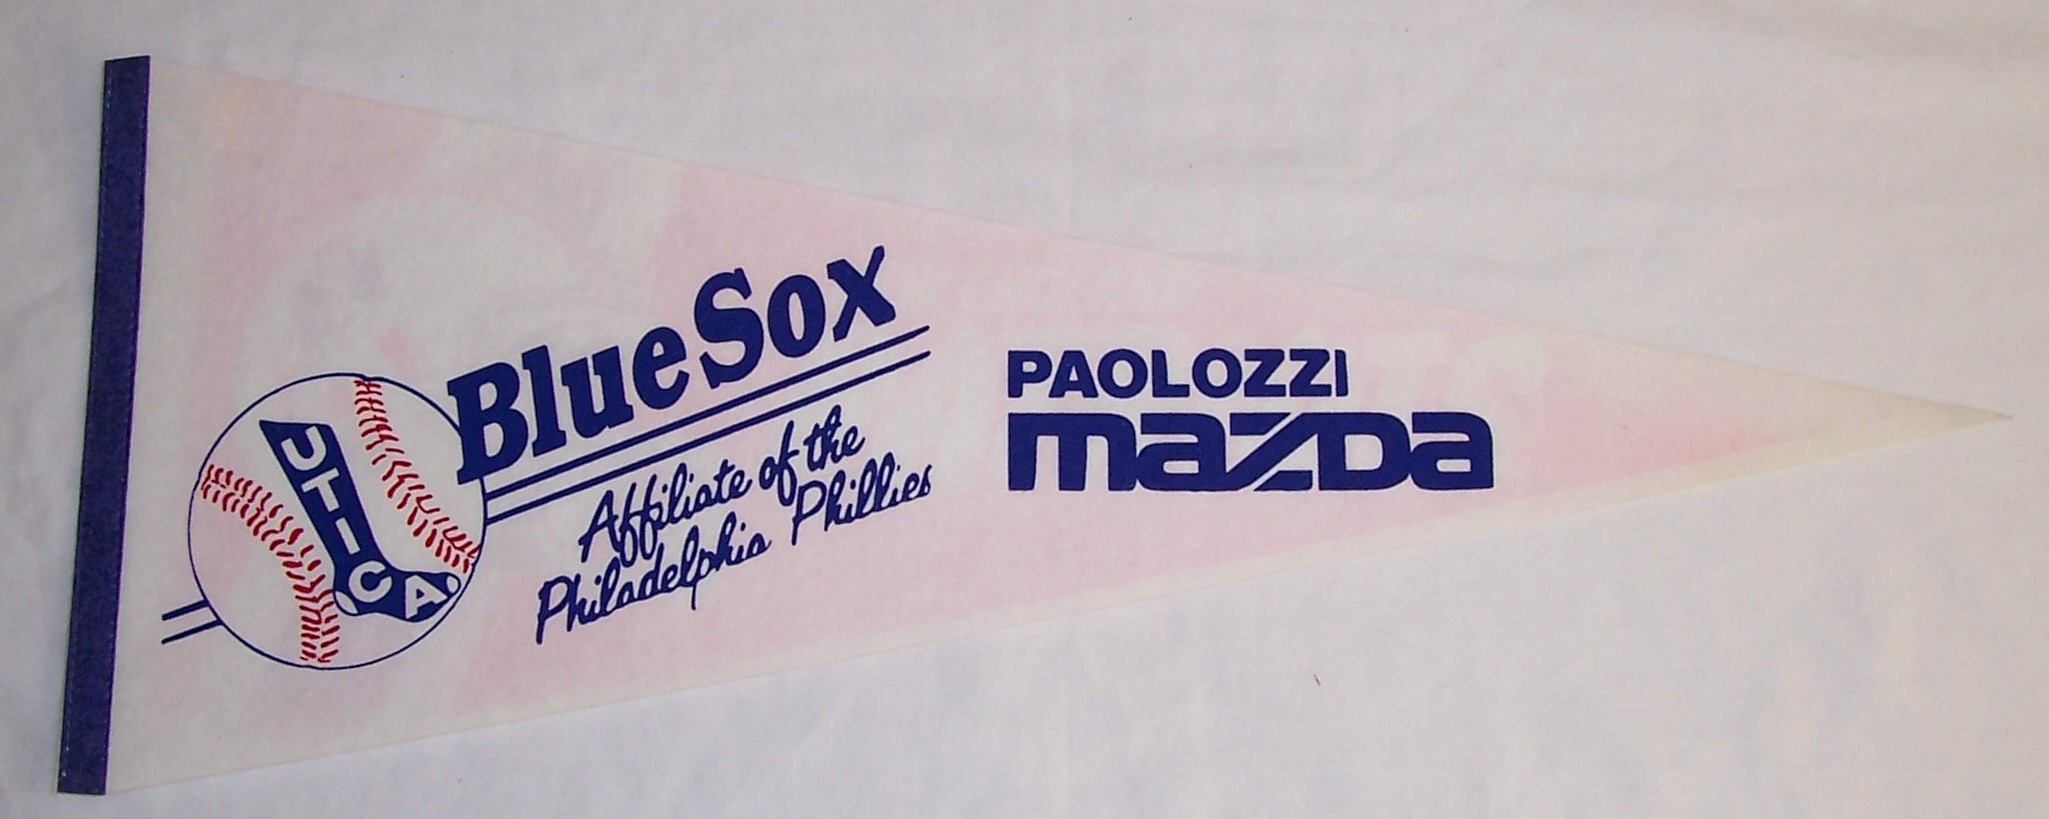 UTICA
BlueSox
Affiliate of the
Philadelphia Phillies
PAOLOZZI
mazda